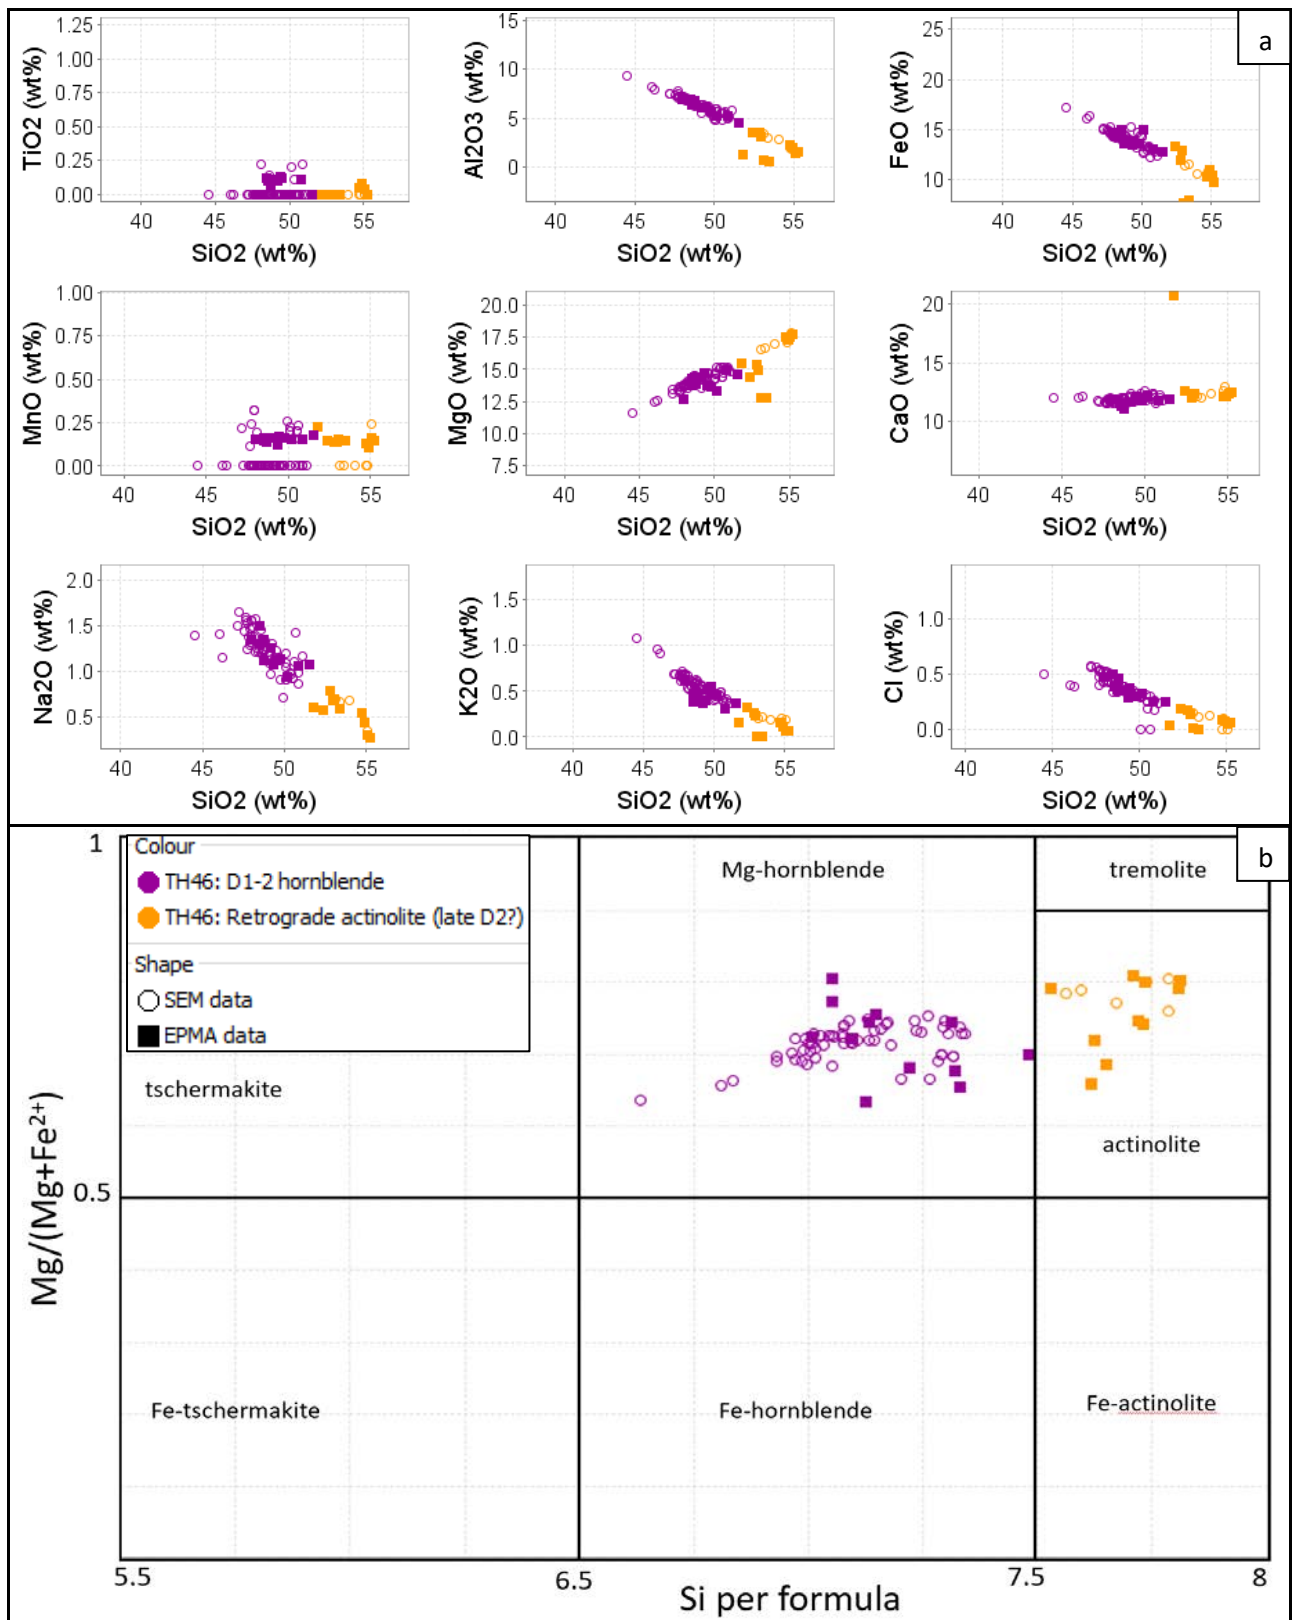 a
TiO2 (wt%)
1.25
1.00
0.75
0.50
0.25
0.00
40 45 50 55
SiO2 (wt%)
Al2O3 (wt%)
15
10
5
0
40 45 50 55
SiO2 (wt%)
FeO (wt%)
25
20
15
10
40 45 50 55
SiO2 (wt%)
MnO (wt%)
1.00
0.75
0.50
0.25
0.00
40 45 50 55
SiO2 (wt%)
MgO (wt%)
20.0
17.5
15.0
12.5
10.0
7.5
40 45 50 55
SiO2 (wt%)
CaO (wt%)
20
15
10
40 45 50 55
SiO2 (wt%)
Na2O (wt%)
2.0
1.5
1.0
0.5
40 45 50 55
SiO2 (wt%)
K2O (wt%)
1.5
1.0
0.5
0.0
40 45 50 55
SiO2 (wt%)
Cl (wt%)
1.0
0.5
0.0
40 45 50 55
SiO2 (wt%)
b
1
Colour
TH46: D1-2 hornblende
TH46: Retrograde actinolite (late D2?)
Shape
SEM data
EPMA data
Mg-hornblende
tremolite
tschermakite
actinolite
0.5
Mg/(Mg+Fe²⁺)
Fe-tschermakite
Fe-hornblende
Fe-actinolite
5.5 6.5 7.5 8
Si per formula